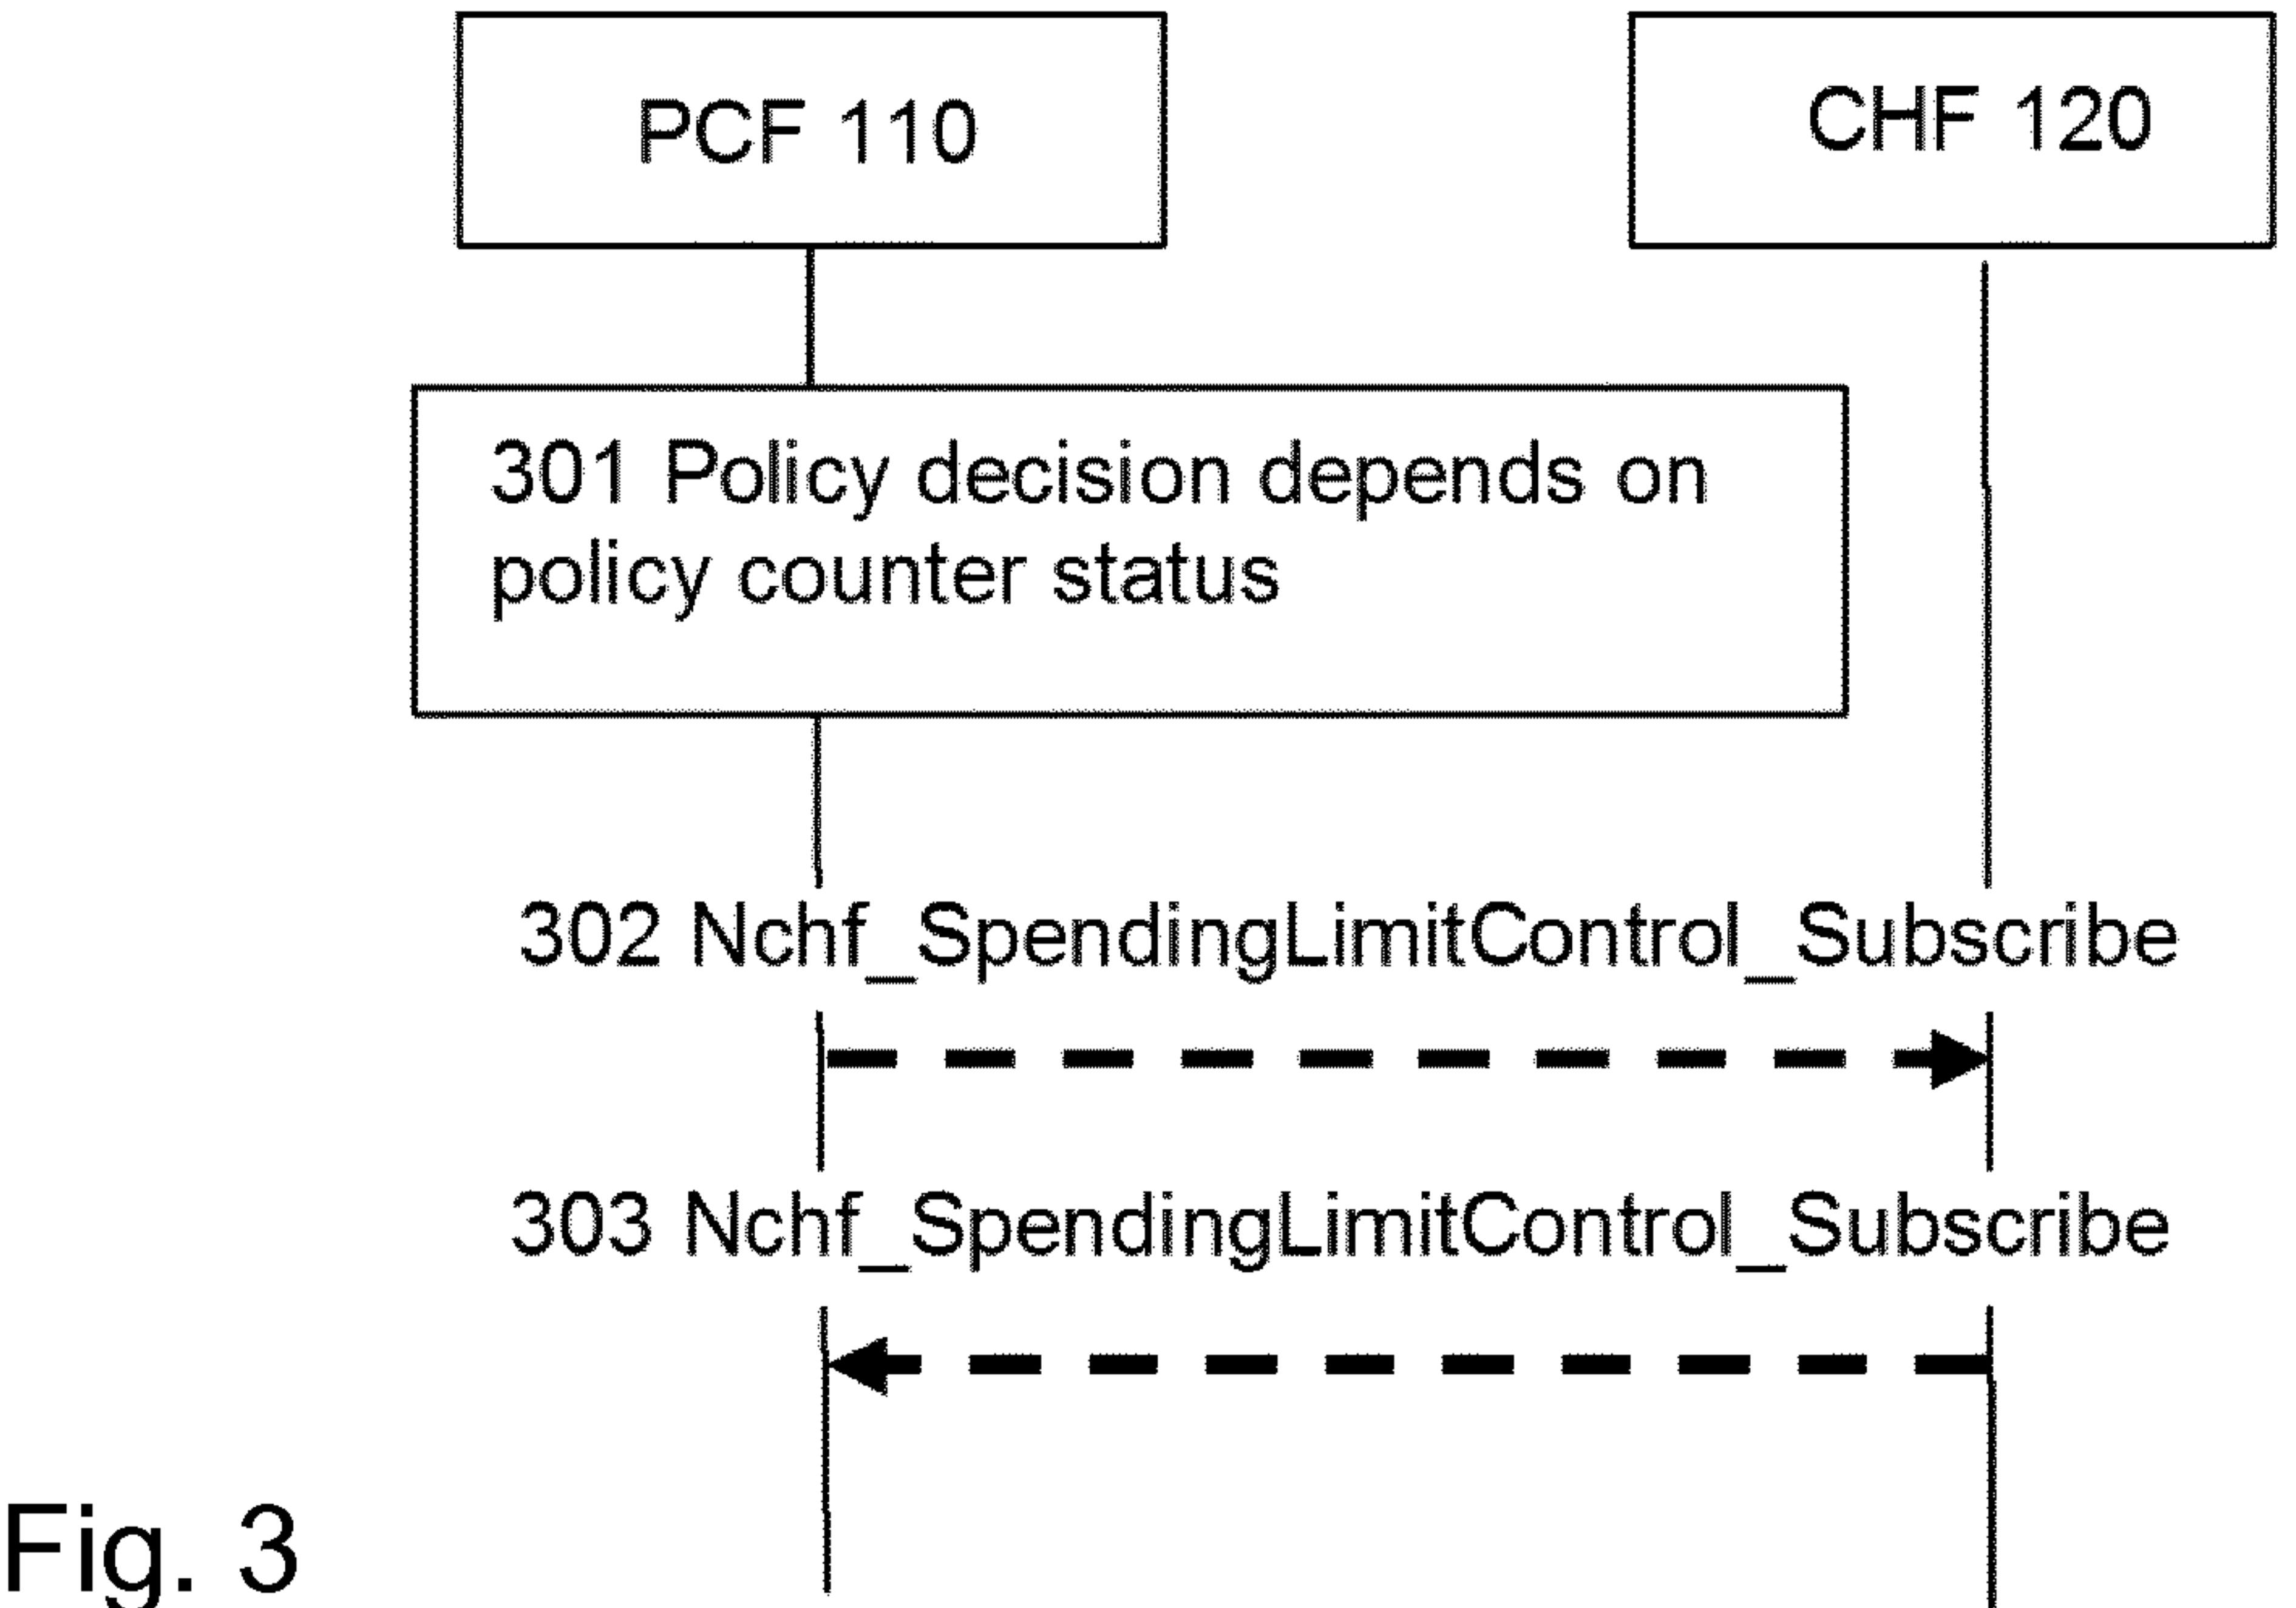 PCF 110
CHF 120
301 Policy decision depends on
policy counter status
302 Nchf_SpendingLimitControl_Subscribe
303 Nchf_SpendingLimitControl_Subscribe
Fig. 3